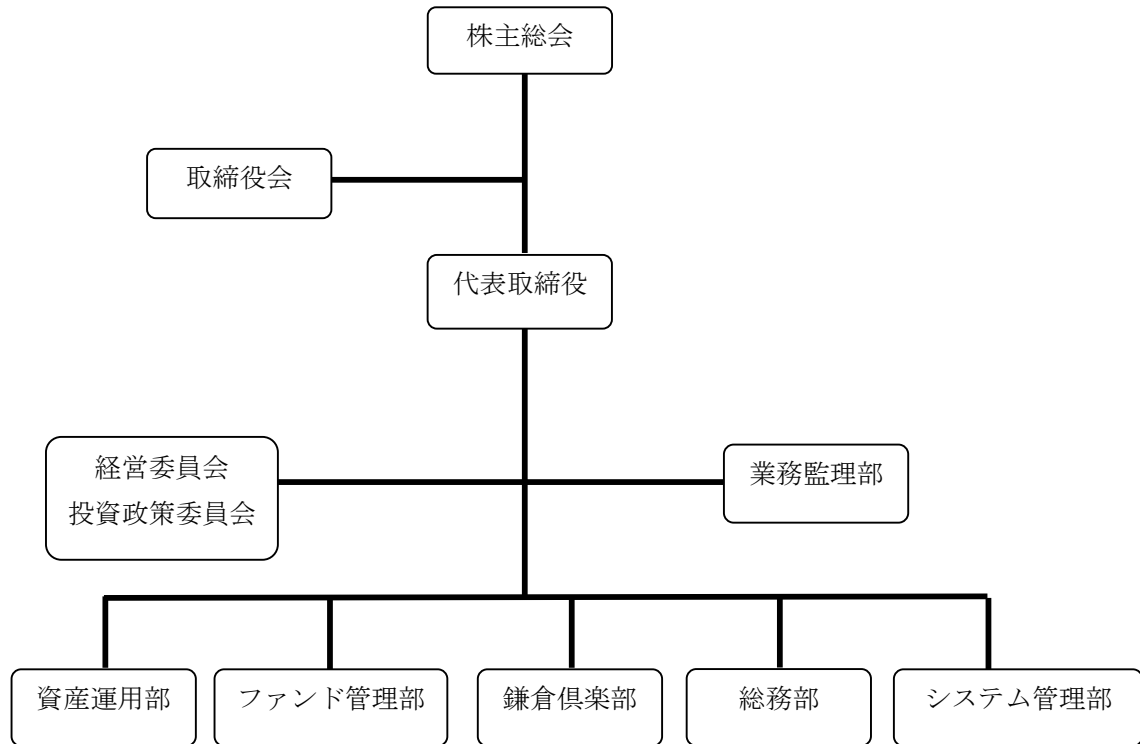 株主総会
取締役会
代表取締役
経営委員会
投資政策委員会
業務監理部
資産運用部
ファンド管理部
鎌倉倶楽部
総務部
システム管理部